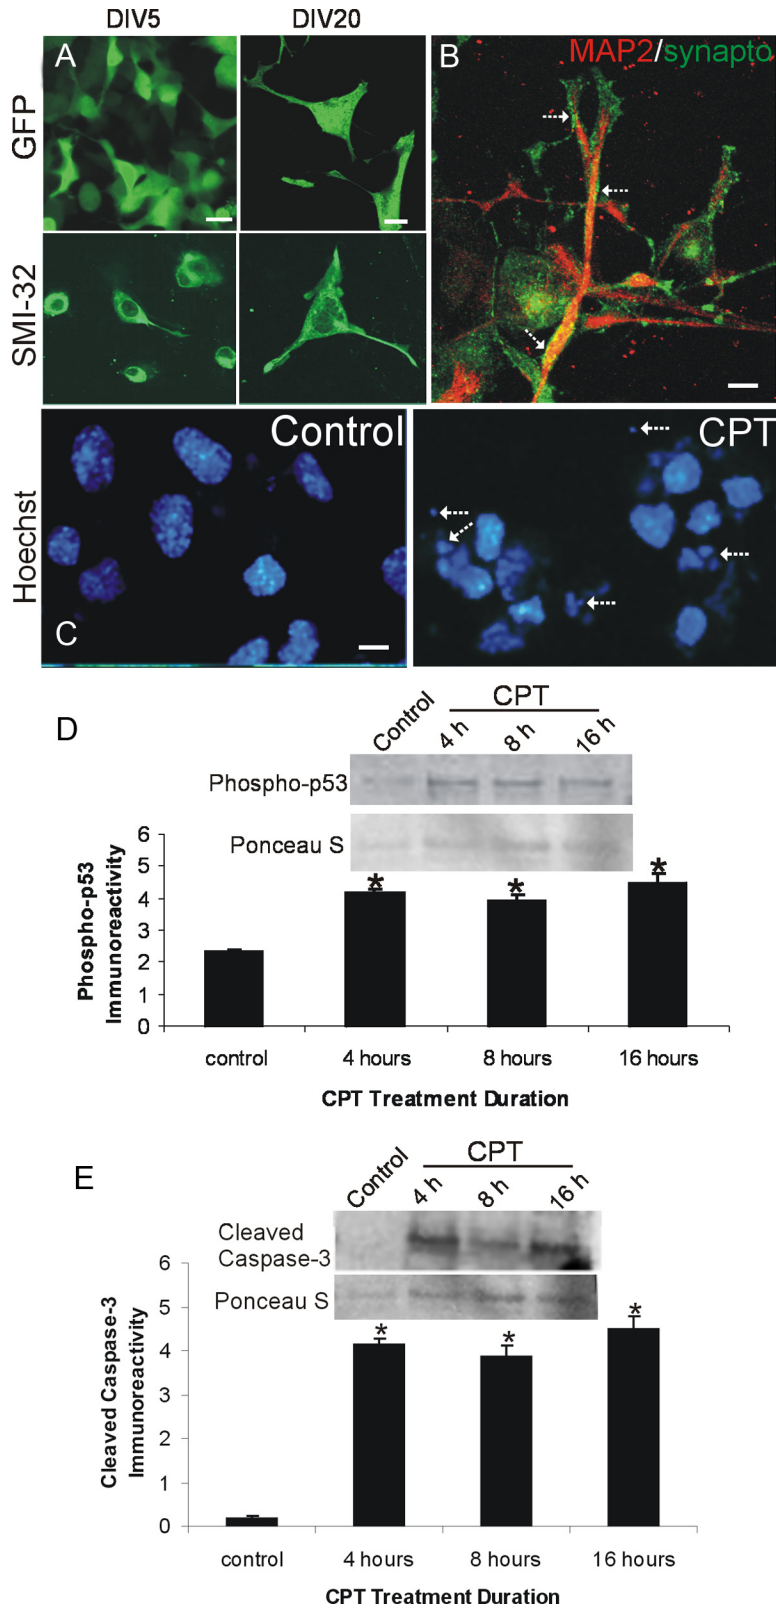 DIV5 DIV20
A
B MAP2/synapto
GFP
SMI-32
Control
CPT
Hoechst
C
D
CPT
Control 4 h 8 h 16 h
Phospho-p53
Ponceau S
Phospho-p53
Immunoreactivity
6
5
4
3
2
1
0
* * *
control 4 hours 8 hours 16 hours
CPT Treatment Duration
E
CPT
Control 4 h 8 h 16 h
Cleaved
Caspase-3
Ponceau S
Cleaved Caspase-3
Immunoreactivity
6
5
4
3
2
1
0
* * *
control 4 hours 8 hours 16 hours
CPT Treatment Duration